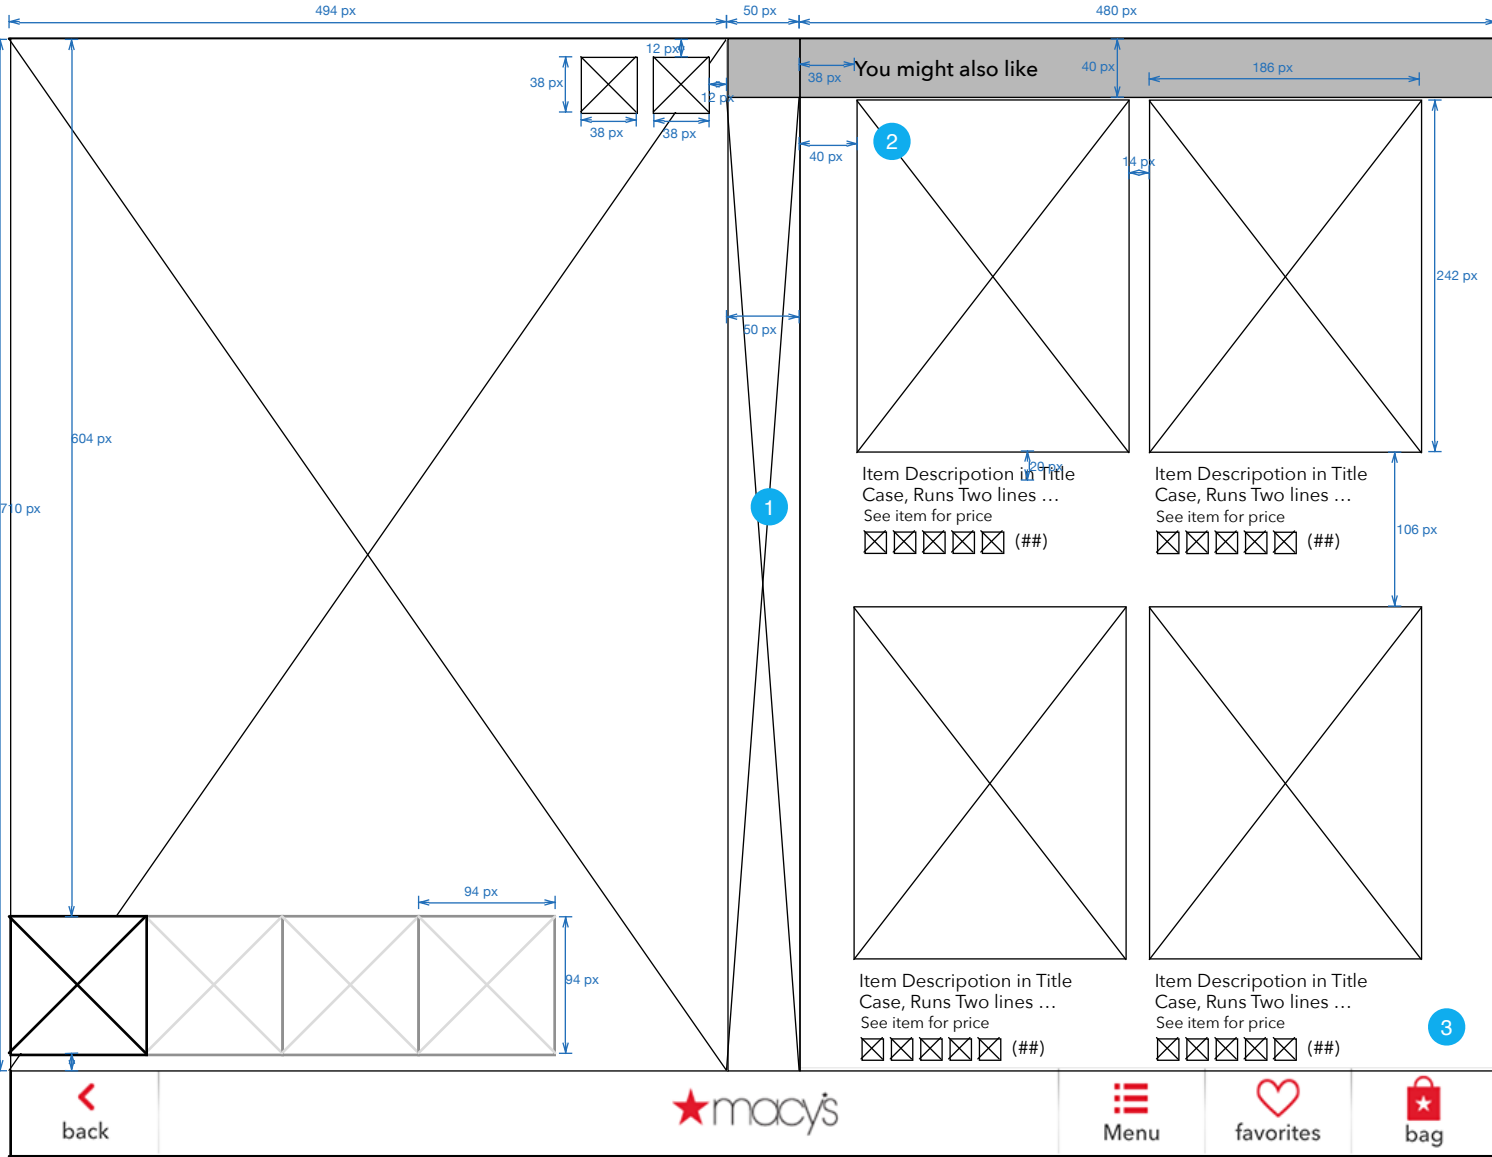 494 px
50 px
480 px
12 px
38 px
38 px
38 px
12 px
38 px
You might also like
40 px
186 px
40 px
2
14 px
242 px
50 px
604 px
710 px
20 px
Item Descripotion in Title
Case, Runs Two lines ...
See item for price
(##)
Item Descripotion in Title
Case, Runs Two lines ...
See item for price
(##)
1
106 px
94 px
94 px
Item Descripotion in Title
Case, Runs Two lines ...
See item for price
(##)
Item Descripotion in Title
Case, Runs Two lines ...
See item for price
(##)
3
back
macy's
Menu
favorites
bag